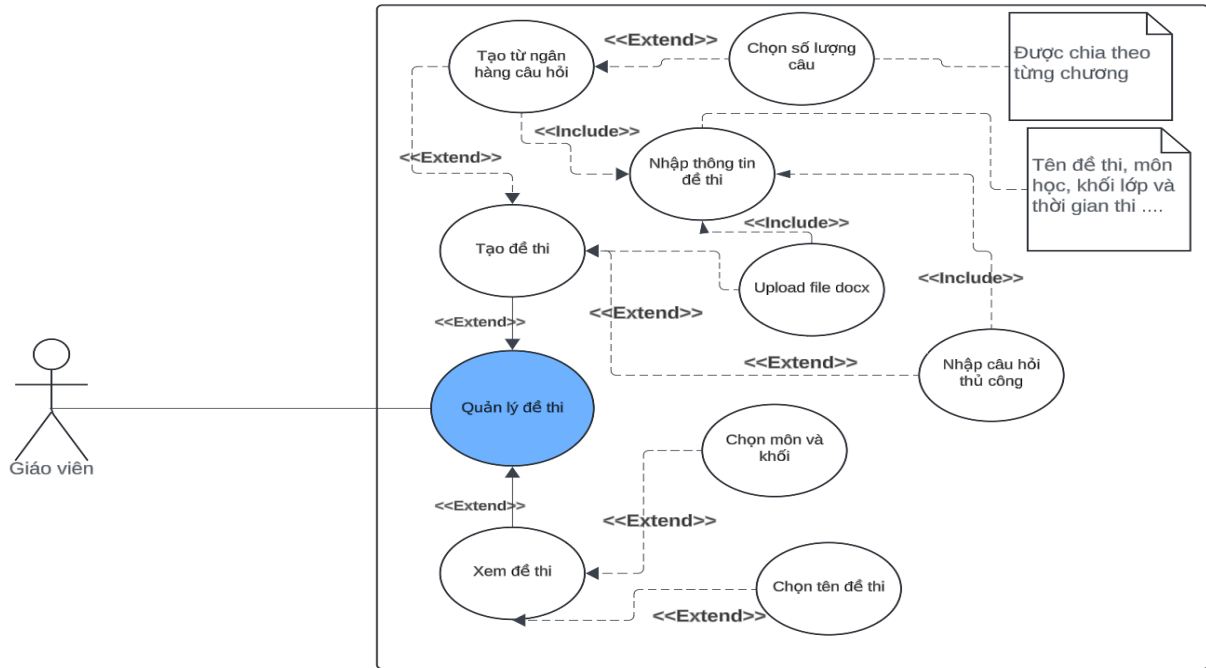 <<Extend>>
Tạo từ ngân
hàng câu hỏi
Chọn số lượng
câu
Được chia theo
từng chương
<<Include>>
<<Extend>>
Nhập thông tin
đề thi
Tên đề thi, môn
học, khối lớp và
thời gian thi ....
<<Include>>
Tạo đề thi
<<Include>>
Upload file docx
<<Extend>>
<<Extend>>
<<Extend>>
Nhập câu hỏi
thủ công
Quản lý đề thi
Giáo viên
Chọn môn và
khối
<<Extend>>
<<Extend>>
Xem đề thi
Chọn tên đề thi
<<Extend>>